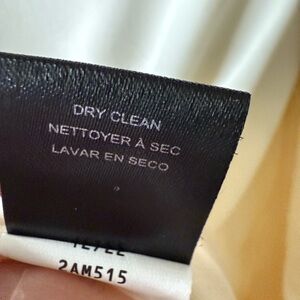 DRY CLEAN
NETTOYER À SEC
LAVAR EN SECO
2AM515